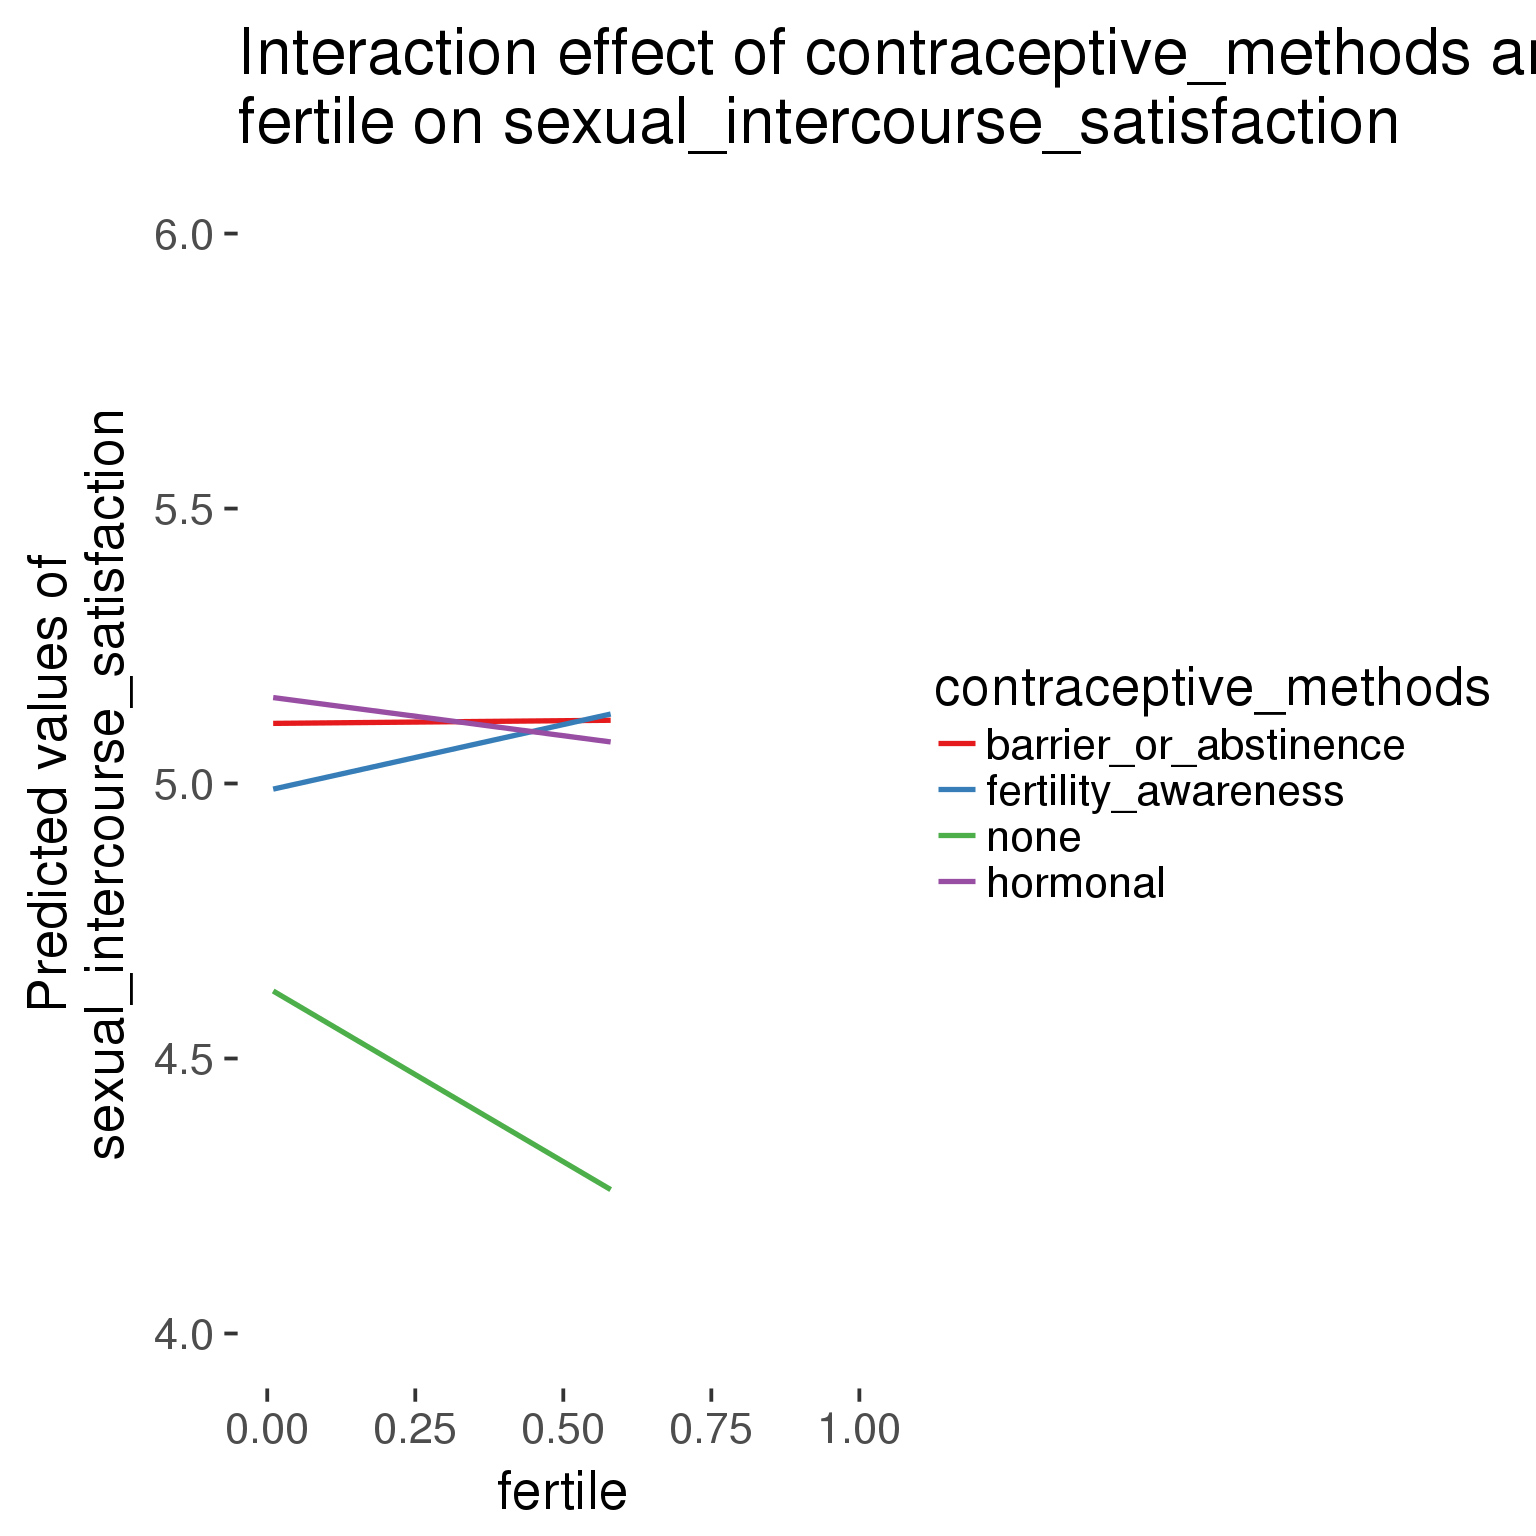 Interaction effect of contraceptive_methods
fertile on sexual_intercourse_satisfaction
Predicted values of
sexual_intercourse_satisfaction
6.0
5.5
5.0
4.5
4.0
0.00 0.25 0.50 0.75 1.00
fertile
contraceptive_methods
barrier_or_abstinence
fertility_awareness
none
hormonal